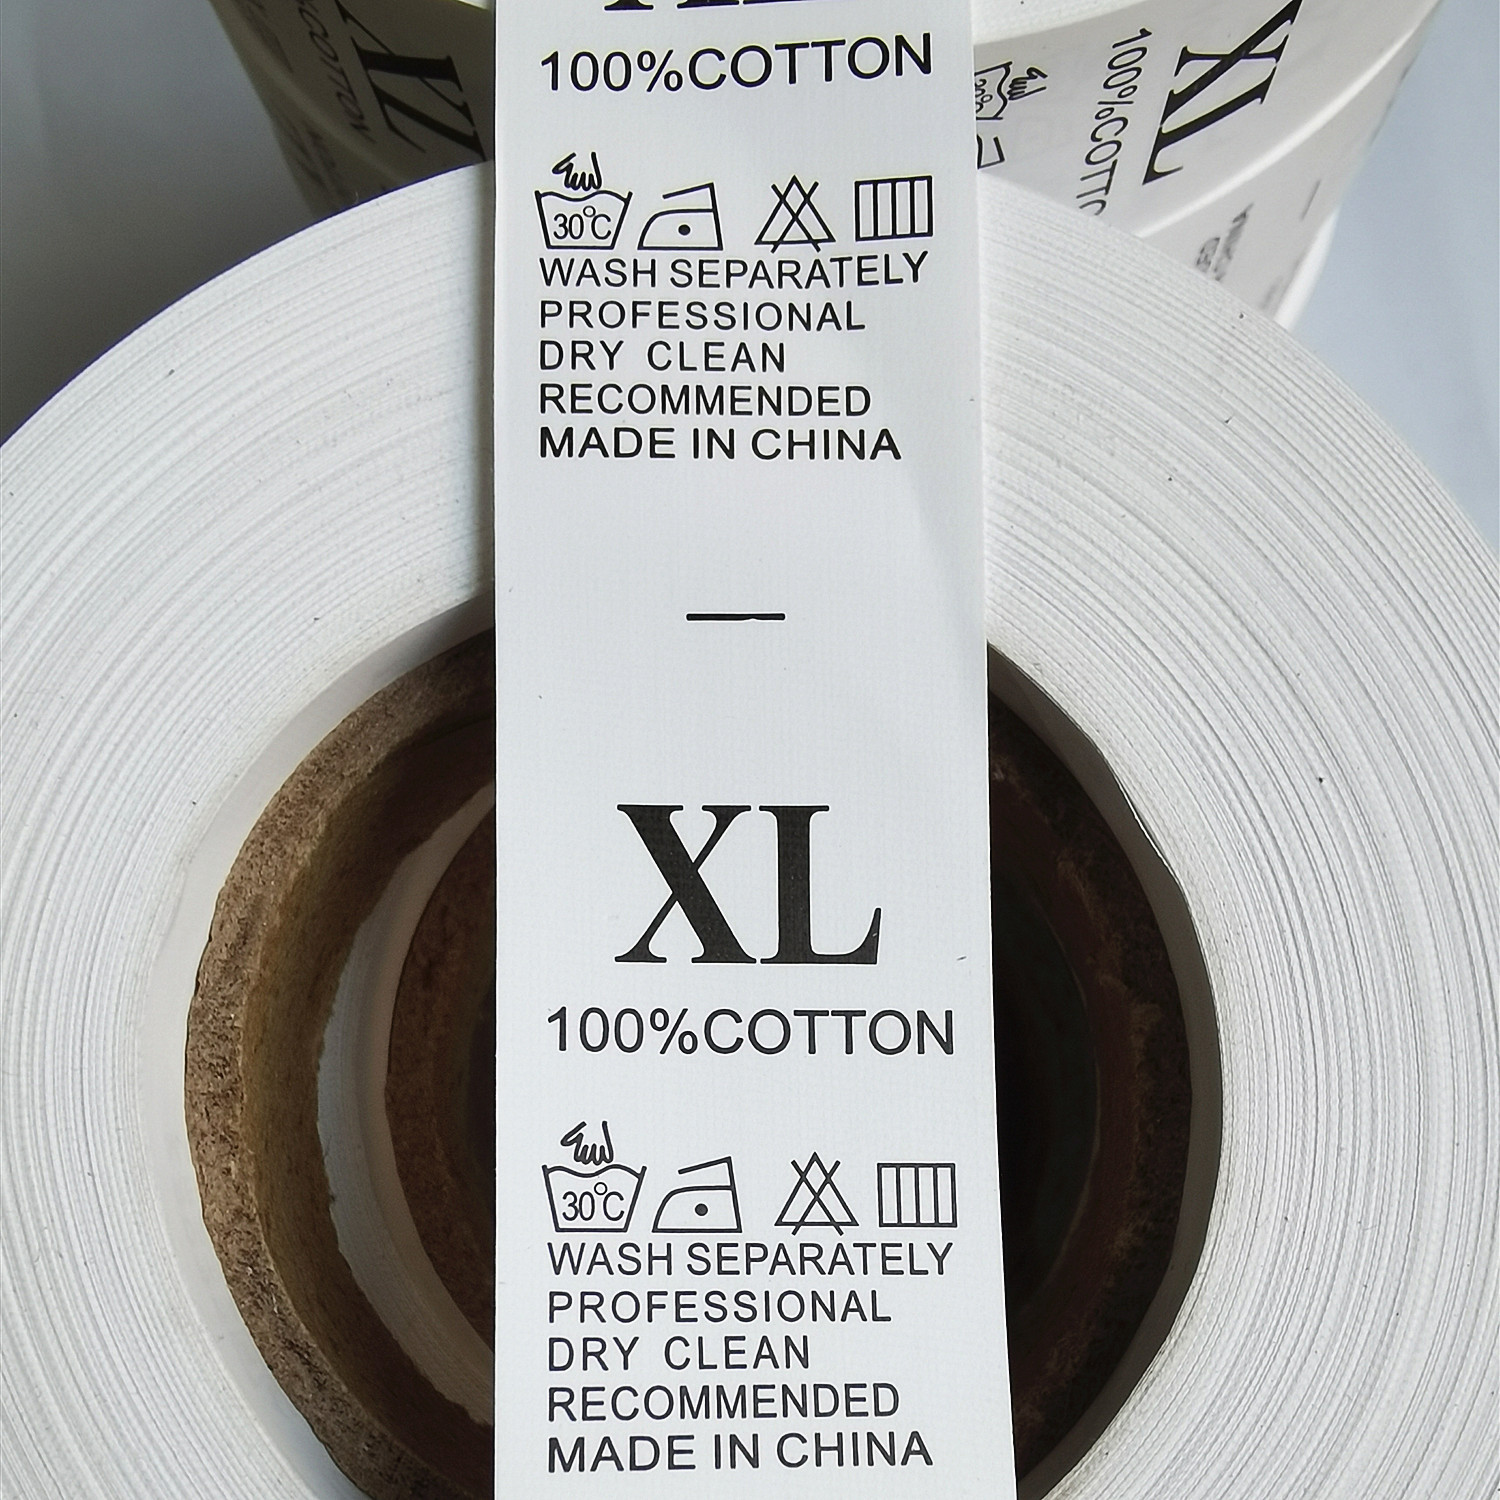 100%COTTON
30℃
WASH SEPARATELY
PROFESSIONAL
DRY CLEAN
RECOMMENDED
MADE IN CHINA
XL
100%COTTON
30℃
WASH SEPARATELY
PROFESSIONAL
DRY CLEAN
RECOMMENDED
MADE IN CHINA
XL
100%COTTO
XL